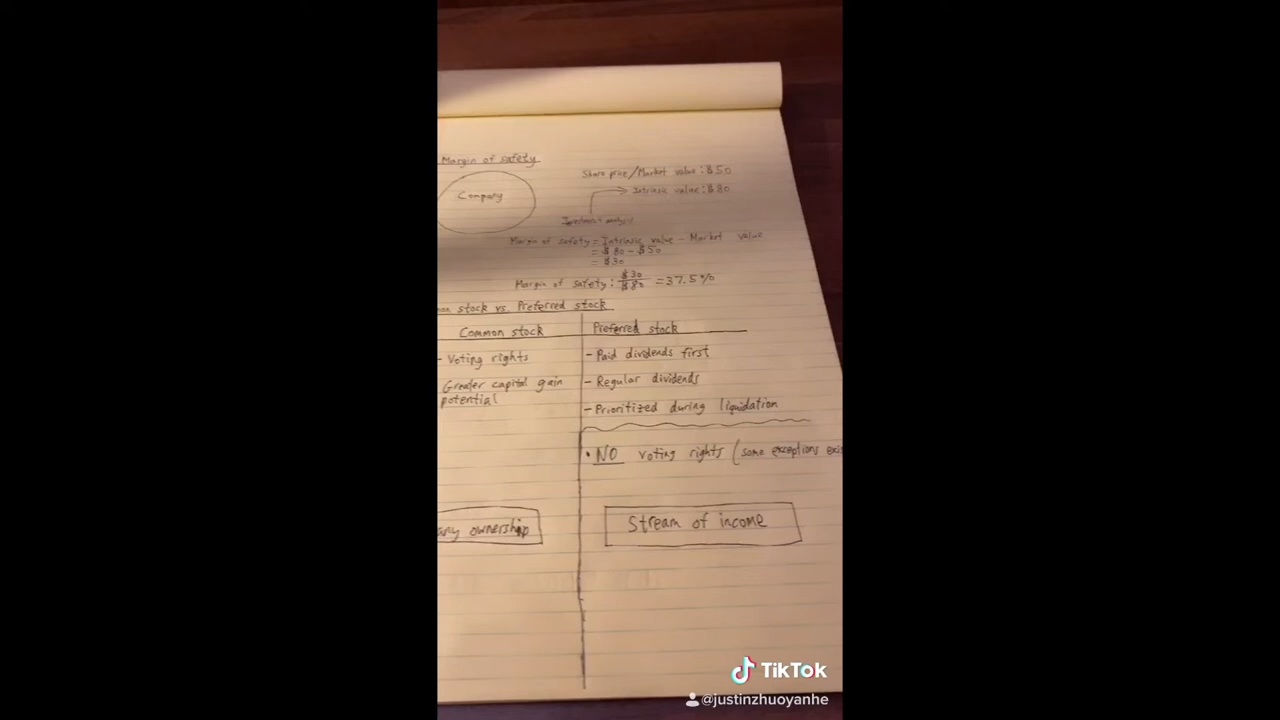 Margin of safety
Company
Share price/Market value: $50
Intrinsic value: $80
Investment analysis
Margin of safety = Intrinsic value - Market value
= $80 - $50
= $30
Margin of safety: $30/$80 = 37.5%
stock vs. Preferred stock
Common stock
- Voting rights
Greater capital gain
potential
ownership
Preferred stock
- Paid dividends first
- Regular dividends
- Prioritized during liquidation
• NO voting rights (some exceptions
Stream of income
TikTok
@justinzhuoyanhe